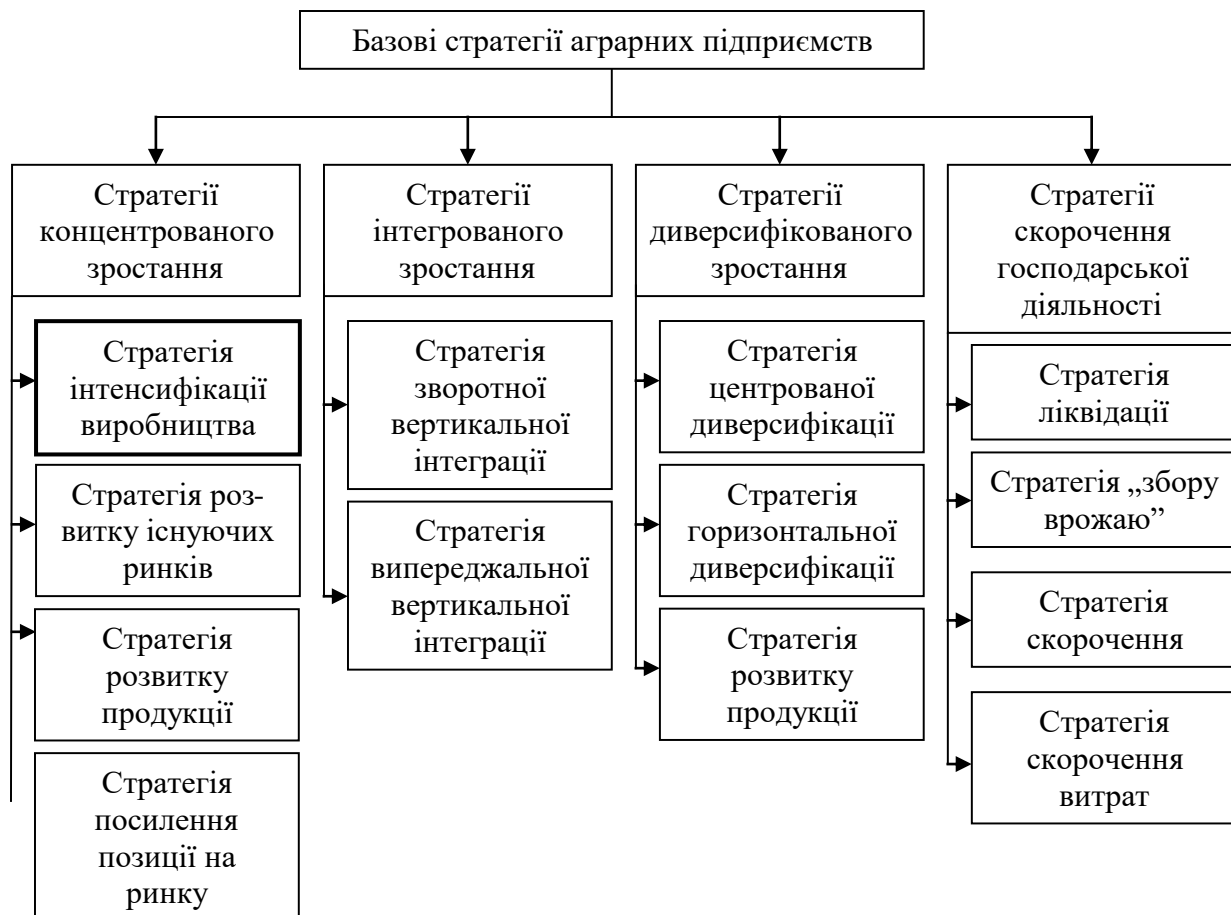 Базові стратегії аграрних підприємств
Стратегії
концентрованого
зростання
Стратегія
інтенсифікації
виробництва
Стратегія роз-
витку існуючих
ринків
Стратегія
розвитку
продукції
Стратегія
посилення
позиції на
ринку
Стратегії
інтегрованого
зростання
Стратегія
зворотної
вертикальної
інтеграції
Стратегія
випереджальної
вертикальної
інтеграції
Стратегії
диверсифікованого
зростання
Стратегія
центрованої
диверсифікації
Стратегія
горизонтальної
диверсифікації
Стратегія
розвитку
продукції
Стратегії
скорочення
господарської
діяльності
Стратегія
ліквідації
Стратегія „збору
врожаю”
Стратегія
скорочення
Стратегія
скорочення
витрат